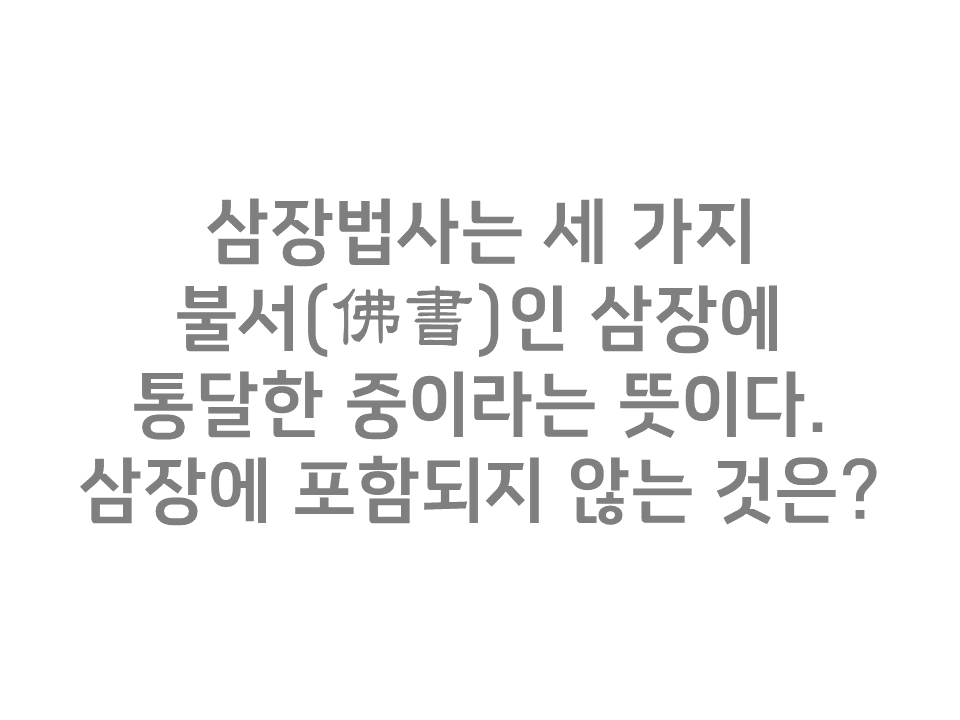 삼장법사는 세 가지
불서(佛書)인 삼장에
통달한 중이라는 뜻이다.
삼장에 포함되지 않는 것은?